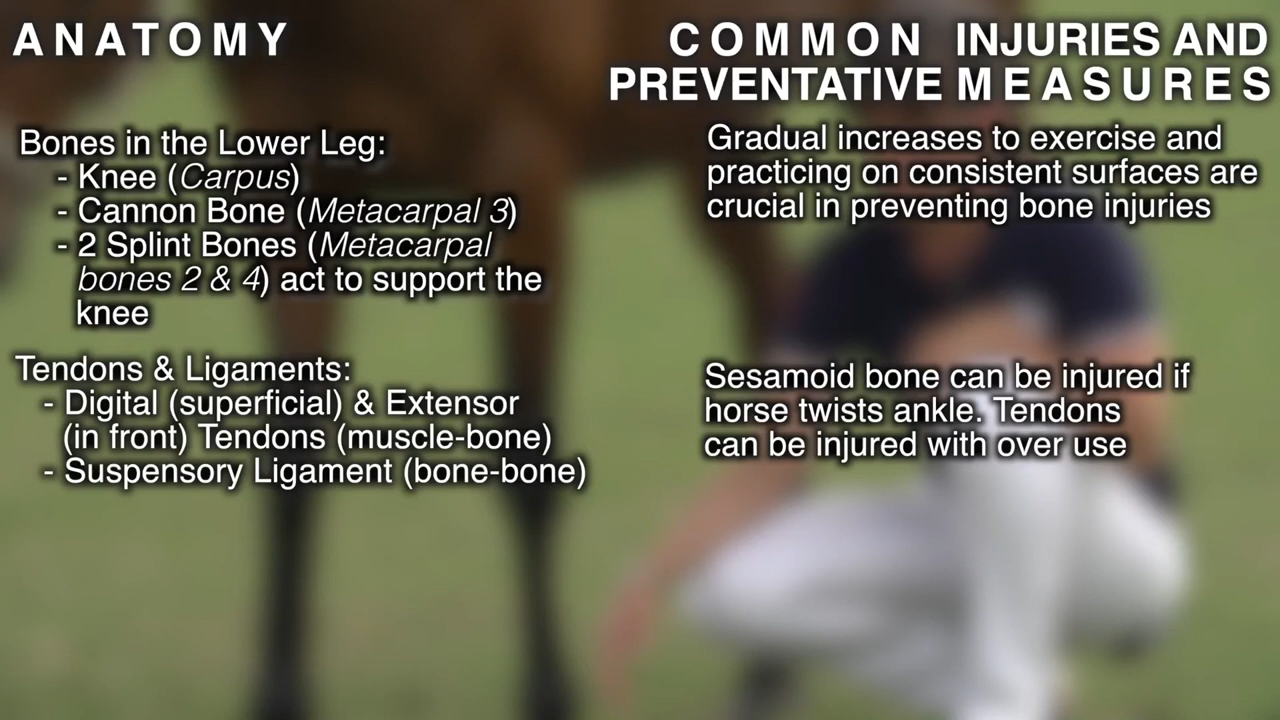 ANATOMY
Bones in the Lower Leg:
- Knee (Carpus)
- Cannon Bone (Metacarpal 3)
- 2 Splint Bones (Metacarpal
bones 2 & 4) act to support the
knee
Tendons & Ligaments:
- Digital (superficial) & Extensor
(in front) Tendons (muscle-bone)
- Suspensory Ligament (bone-bone)
COMMON INJURIES AND
PREVENTATIVE MEASURES
Gradual increases to exercise and
practicing on consistent surfaces are
crucial in preventing bone injuries
Sesamoid bone can be injured if
horse twists ankle. Tendons
can be injured with over use